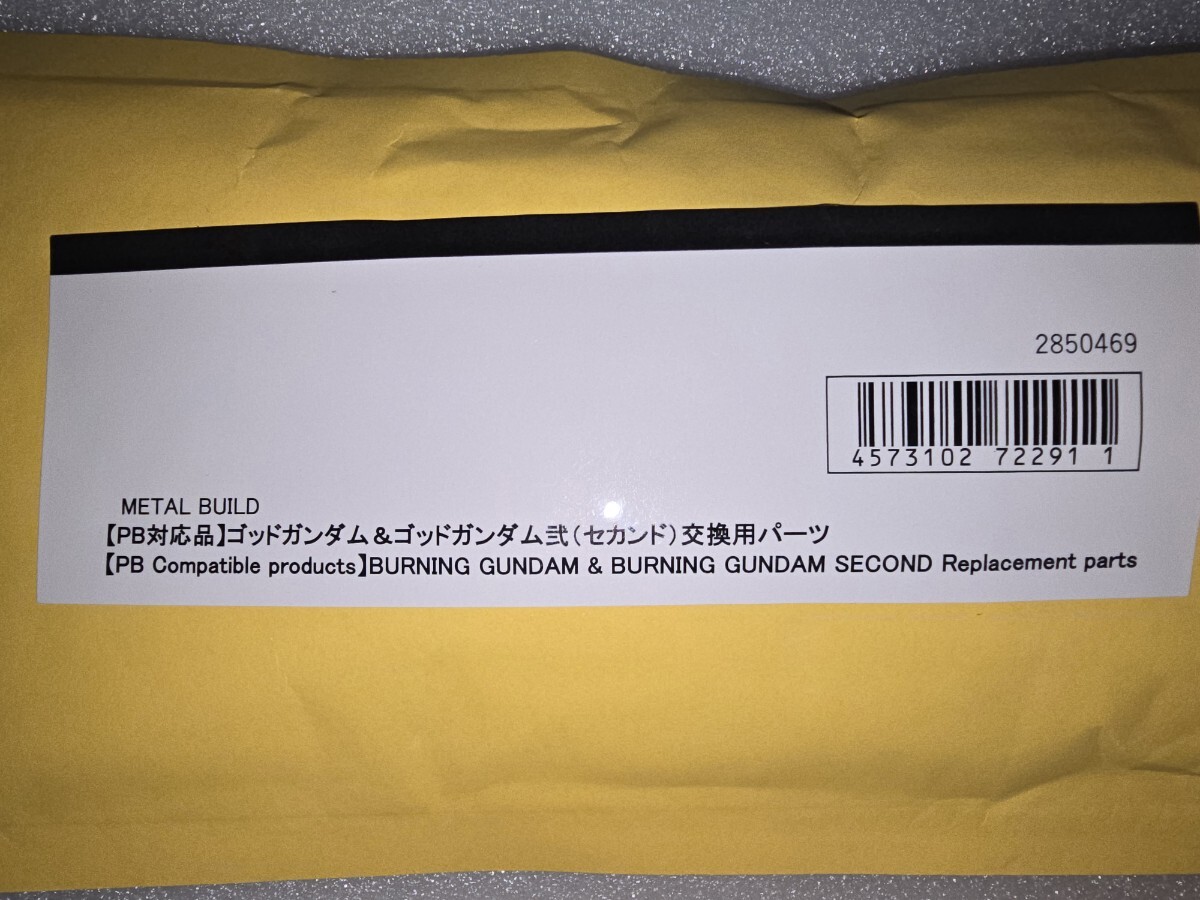 2850469
4573102 72291 1
METAL BUILD
【PB対応品】ゴッドガンダム&ゴッドガンダム弐(セカンド)交換用パーツ
【PB Compatible products】BURNING GUNDAM & BURNING GUNDAM SECOND Replacement parts